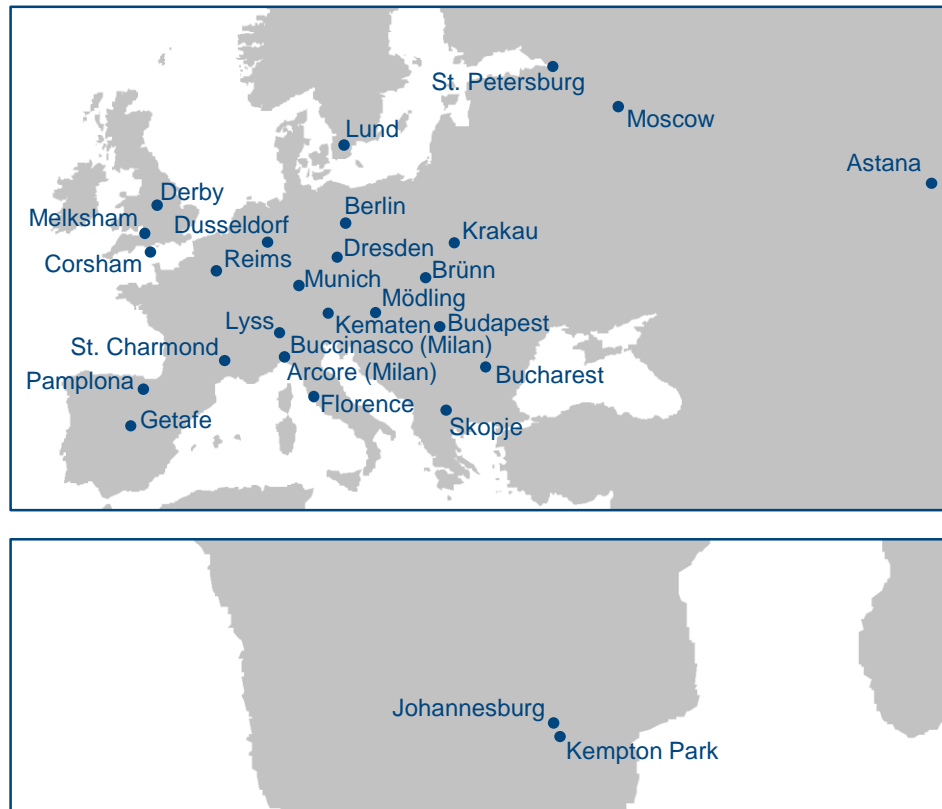 St. Petersburg
Moscow
Lund
Astana
Derby
Melksham
Dusseldorf
Berlin
Krakau
Corsham
Reims
Dresden
Brünn
Munich
Mödling
Lyss
Kematen
Budapest
St. Charmond
Buccinasco (Milan)
Arcore (Milan)
Bucharest
Pamplona
Florence
Getafe
Skopje
Johannesburg
Kempton Park